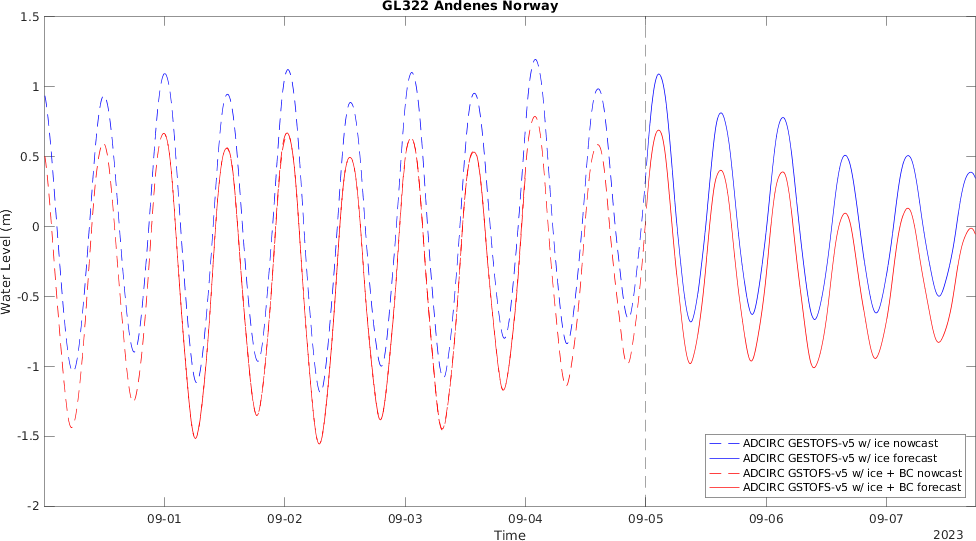 GL322 Andenes Norway
1.5
1
0.5
0
-0.5
-1
-1.5
-2
Water Level (m)
ADCIRC GESTOFS-v5 w/ ice nowcast
ADCIRC GESTOFS-v5 w/ ice forecast
ADCIRC GSTOFS-v5 w/ ice + BC nowcast
ADCIRC GSTOFS-v5 w/ ice + BC forecast
09-01 09-02 09-03 09-04 09-05 09-06 09-07
Time
2023